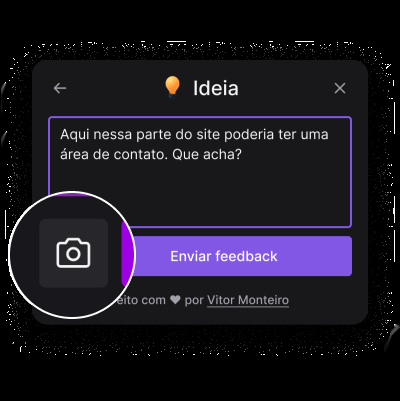 Ideia
Aqui nessa parte do site poderia ter uma
área de contato. Que acha?
Enviar feedback
eito com ♥ por Vitor Monteiro